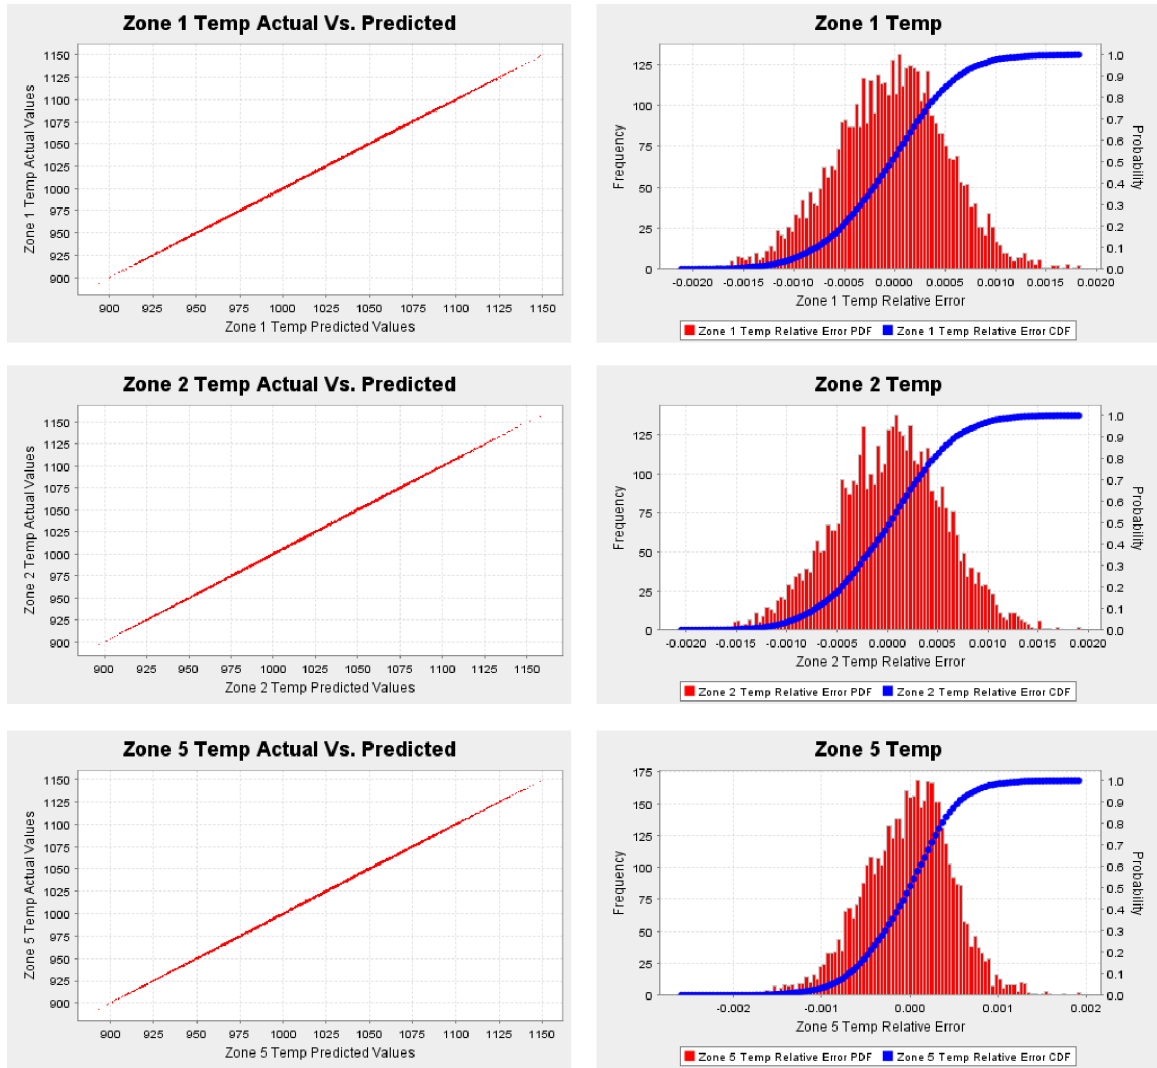 Zone 1 Temp Actual Vs. Predicted
Zone 1 Temp Actual Values
1150
1125
1100
1075
1050
1025
1000
975
950
925
900
900 925 950 975 1000 1025 1050 1075 1100 1125 1150
Zone 1 Temp Predicted Values
Zone 1 Temp
Frequency
125
100
75
50
25
0
Probability
1.0
0.9
0.8
0.7
0.6
0.5
0.4
0.3
0.2
0.1
0.0
-0.0020 -0.0015 -0.0010 -0.0005 0.0000 0.0005 0.0010 0.0015 0.0020
Zone 1 Temp Relative Error
Zone 1 Temp Relative Error PDF Zone 1 Temp Relative Error CDF
Zone 2 Temp Actual Vs. Predicted
Zone 2 Temp Actual Values
1150
1125
1100
1075
1050
1025
1000
975
950
925
900
900 925 950 975 1000 1025 1050 1075 1100 1125 1150
Zone 2 Temp Predicted Values
Zone 2 Temp
Frequency
125
100
75
50
25
0
Probability
1.0
0.9
0.8
0.7
0.6
0.5
0.4
0.3
0.2
0.1
0.0
-0.0020 -0.0015 -0.0010 -0.0005 0.0000 0.0005 0.0010 0.0015 0.0020
Zone 2 Temp Relative Error
Zone 2 Temp Relative Error PDF Zone 2 Temp Relative Error CDF
Zone 5 Temp Actual Vs. Predicted
Zone 5 Temp Actual Values
1150
1125
1100
1075
1050
1025
1000
975
950
925
900
900 925 950 975 1000 1025 1050 1075 1100 1125 1150
Zone 5 Temp Predicted Values
Zone 5 Temp
Frequency
175
150
125
100
75
50
25
0
Probability
1.0
0.9
0.8
0.7
0.6
0.5
0.4
0.3
0.2
0.1
0.0
-0.002 -0.001 0.000 0.001 0.002
Zone 5 Temp Relative Error
Zone 5 Temp Relative Error PDF Zone 5 Temp Relative Error CDF